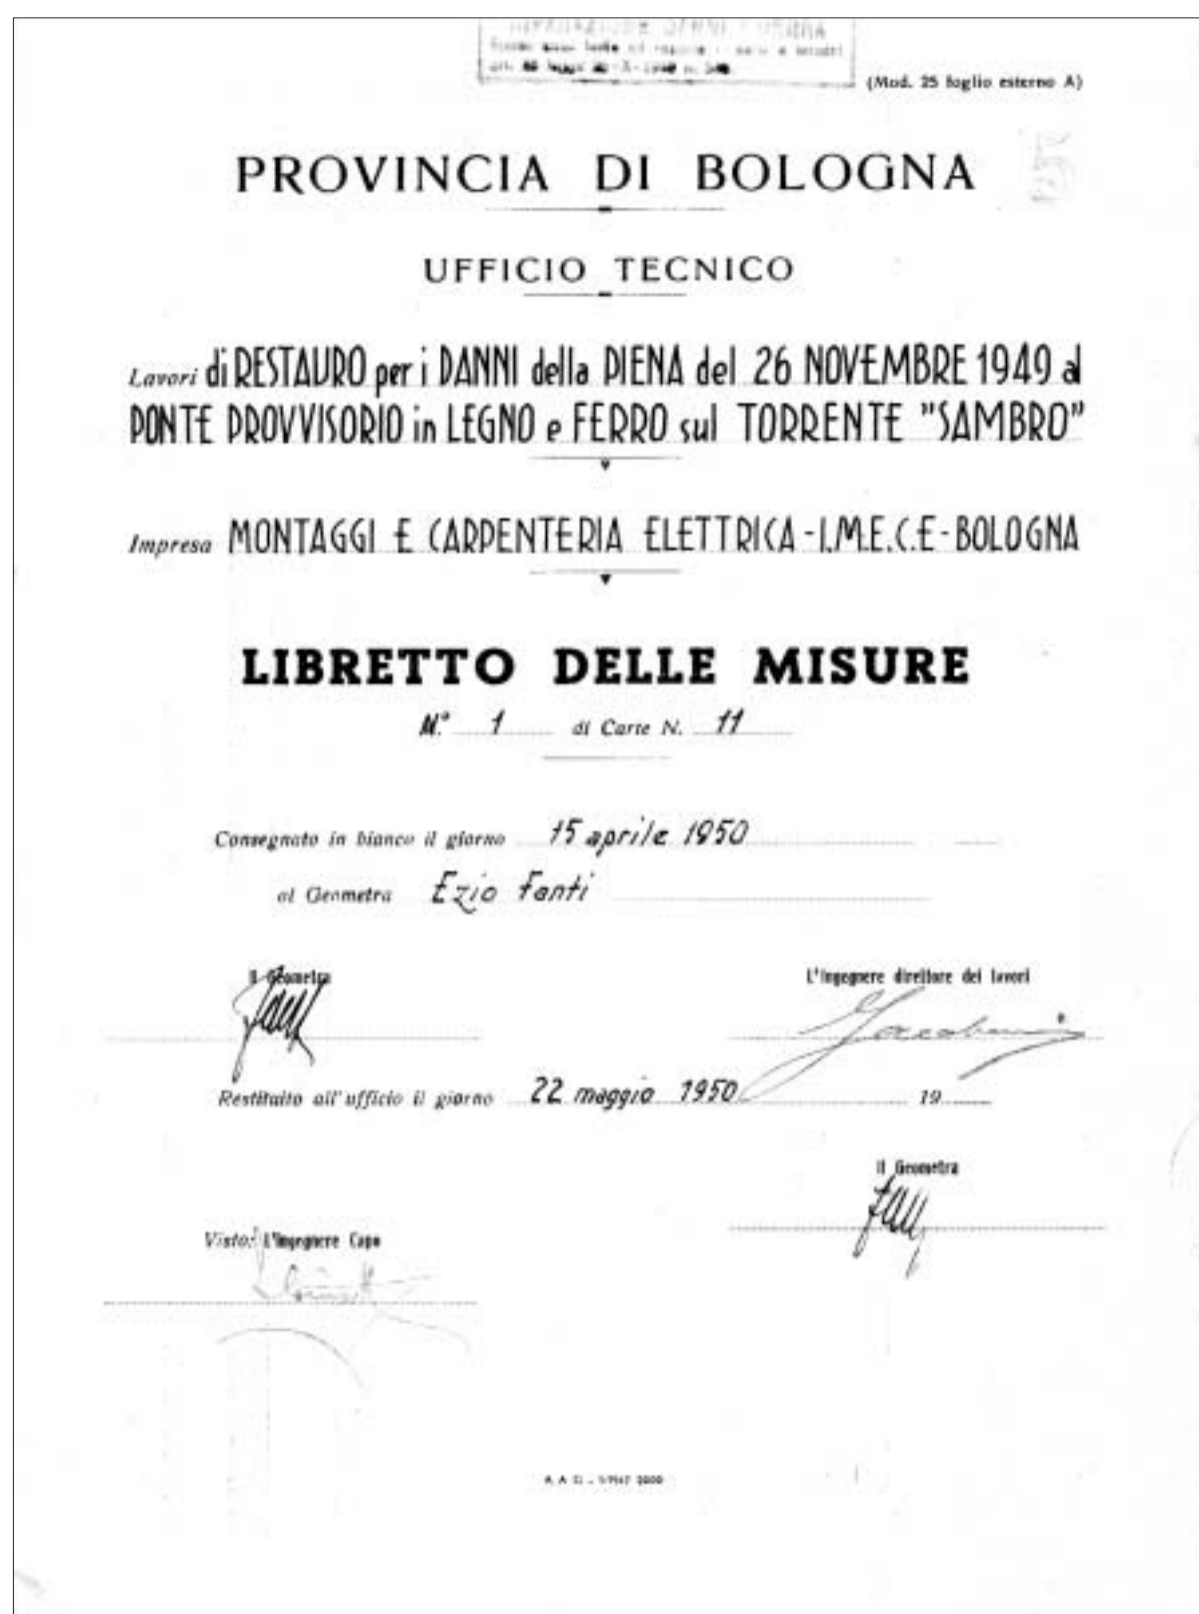 RIPARAZIONE DANNI GUERRA
(Mod. 25 foglio esterno A)
PROVINCIA DI BOLOGNA
UFFICIO TECNICO
Lavori di RESTAURO per i DANNI della PIENA del 26 NOVEMBRE 1949 al
PONTE PROVVISORIO in LEGNO e FERRO sul TORRENTE "SAMBRO"
Impresa MONTAGGI E CARPENTERIA ELETTRICA - I.M.E.C.E - BOLOGNA
LIBRETTO DELLE MISURE
N.° 1 di Carte N. 11
Consegnato in bianco il giorno 15 aprile 1950
al Geometra Ezio Fanti
Il Geometra
L'Ingegnere direttore dei lavori
Restituito all'ufficio il giorno 22 maggio 1950 19
Il Geometra
Visto: L'Ingegnere Capo